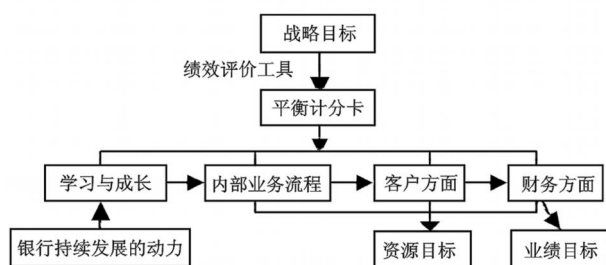 战略目标
绩效评价工具
平衡计分卡
学习与成长
内部业务流程
客户方面
财务方面
银行持续发展的动力
资源目标
业绩目标